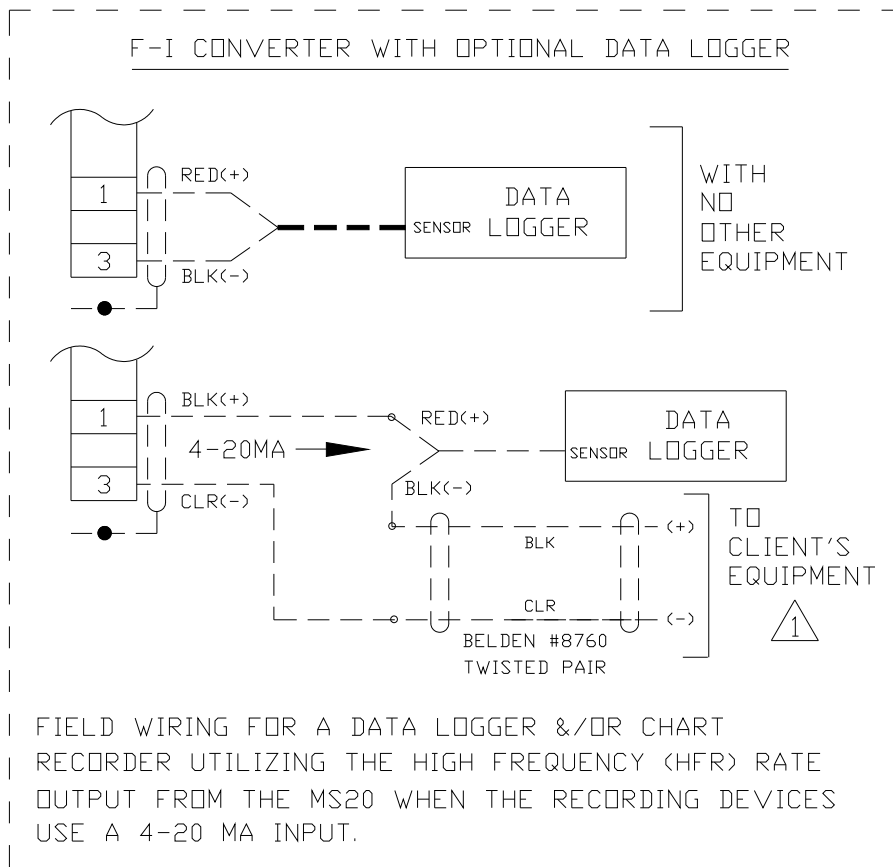 F-I CONVERTER WITH OPTIONAL DATA LOGGER
1
3
RED(+)
BLK(-)
SENSOR
DATA
LOGGER
WITH
NO
OTHER
EQUIPMENT
1
3
BLK(+)
4-20MA
CLR(-)
RED(+)
BLK(-)
SENSOR
DATA
LOGGER
BLK
(+)
CLR
(-)
BELDEN #8760
TWISTED PAIR
TO
CLIENT'S
EQUIPMENT
1
FIELD WIRING FOR A DATA LOGGER &/OR CHART
RECORDER UTILIZING THE HIGH FREQUENCY (HFR) RATE
OUTPUT FROM THE MS20 WHEN THE RECORDING DEVICES
USE A 4-20 MA INPUT.